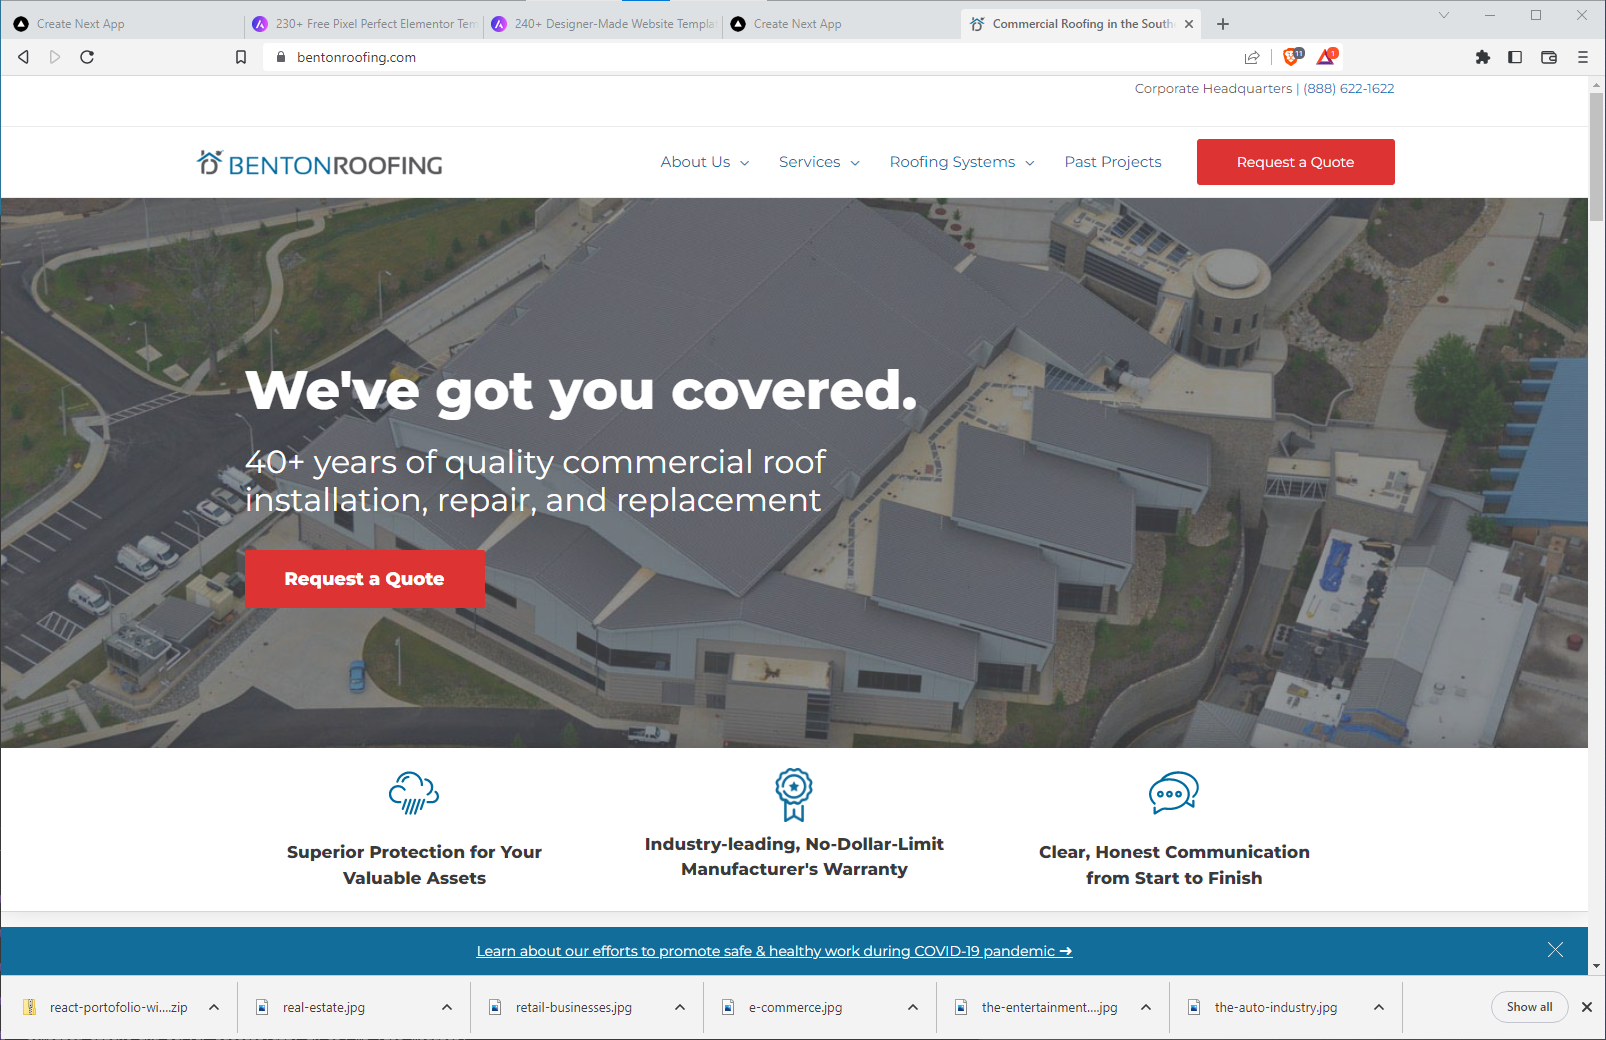 Create Next App
230+ Free Pixel Perfect Elementor Tem
240+ Designer-Made Website Templa
Create Next App
Commercial Roofing in the South
bentonroofing.com
11
1
Corporate Headquarters | (888) 622-1622
BENTONROOFING
About Us
Services
Roofing Systems
Past Projects
Request a Quote
We've got you covered.
40+ years of quality commercial roof
installation, repair, and replacement
Request a Quote
Superior Protection for Your
Valuable Assets
Industry-leading, No-Dollar-Limit
Manufacturer's Warranty
Clear, Honest Communication
from Start to Finish
Learn about our efforts to promote safe & healthy work during COVID-19 pandemic ➔
react-portofolio-wi....zip
real-estate.jpg
retail-businesses.jpg
e-commerce.jpg
the-entertainment....jpg
the-auto-industry.jpg
Show all